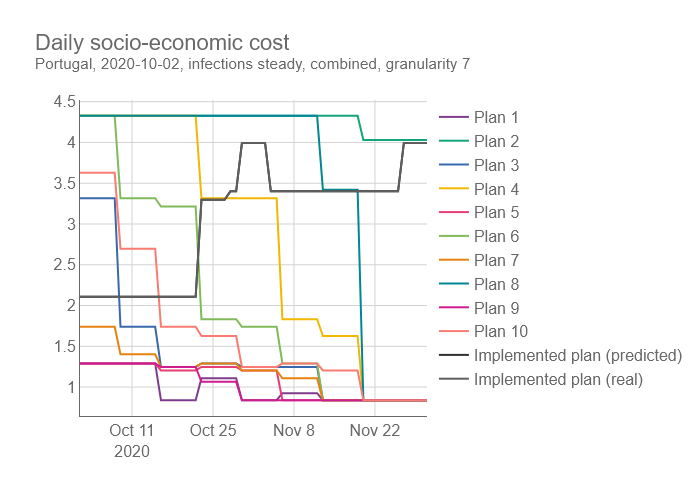 Daily socio-economic cost
Portugal, 2020-10-02, infections steady, combined, granularity 7
4.5
4
3.5
3
2.5
2
1.5
1
Oct 11
2020
Oct 25
Nov 8
Nov 22
Plan 1
Plan 2
Plan 3
Plan 4
Plan 5
Plan 6
Plan 7
Plan 8
Plan 9
Plan 10
Implemented plan (predicted)
Implemented plan (real)